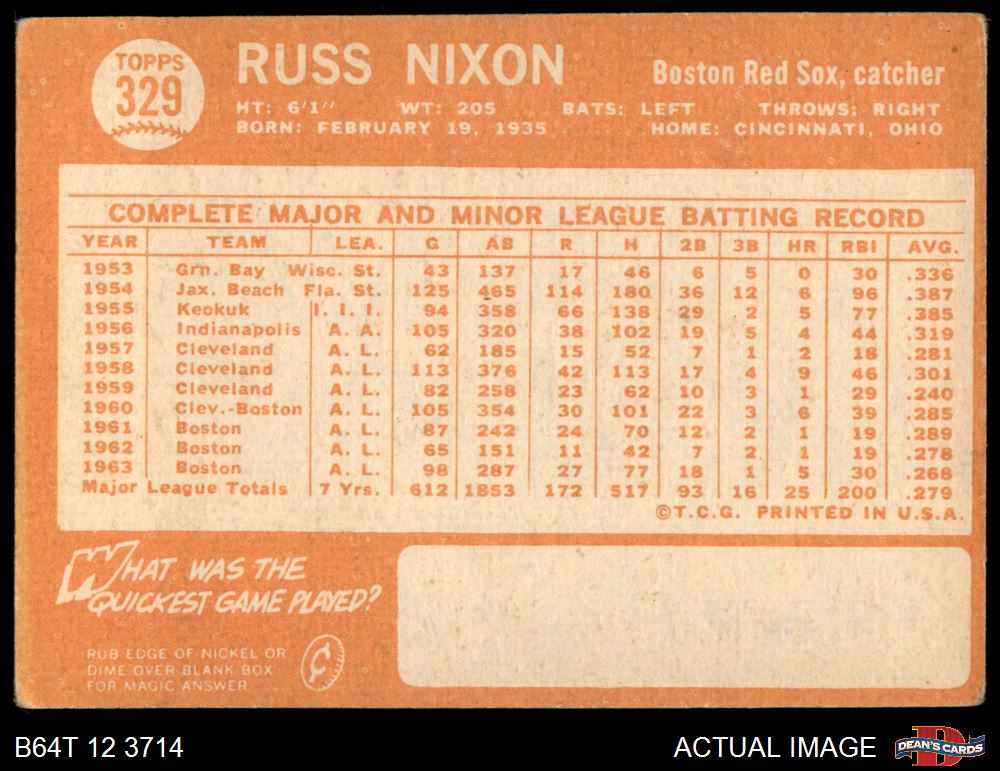 TOPPS
329
RUSS NIXON
Boston Red Sox, catcher
HT: 6'1" WT: 205 BATS: LEFT THROWS: RIGHT
BORN: FEBRUARY 19, 1935 HOME: CINCINNATI, OHIO
COMPLETE MAJOR AND MINOR LEAGUE BATTING RECORD
YEAR TEAM LEA. G AB R H 2B 3B HR RBI AVG.
1953 Grn. Bay Wisc. St. 43 137 17 46 6 5 0 30 .336
1954 Jax. Beach Fla. St. 125 465 114 180 36 12 6 96 .387
1955 Keokuk I. I. I. 94 358 66 138 29 2 5 77 .385
1956 Indianapolis A. A. 105 320 38 102 19 5 4 44 .319
1957 Cleveland A. L. 62 185 15 52 7 1 2 18 .281
1958 Cleveland A. L. 113 376 42 113 17 4 9 46 .301
1959 Cleveland A. L. 82 258 23 62 10 3 1 29 .240
1960 Clev.-Boston A. L. 105 354 30 101 22 3 6 39 .285
1961 Boston A. L. 87 242 24 70 12 2 1 19 .289
1962 Boston A. L. 65 151 11 42 7 2 1 19 .278
1963 Boston A. L. 98 287 27 77 18 1 5 30 .268
Major League Totals 7 Yrs. 612 1853 172 517 93 16 25 200 .279
©T.C.G. PRINTED IN U.S.A.
WHAT WAS THE
QUICKEST GAME PLAYED?
RUB EDGE OF NICKEL OR
DIME OVER BLANK BOX
FOR MAGIC ANSWER
¢
B64T 12 3714
ACTUAL IMAGE
D
DEAN'S CARDS